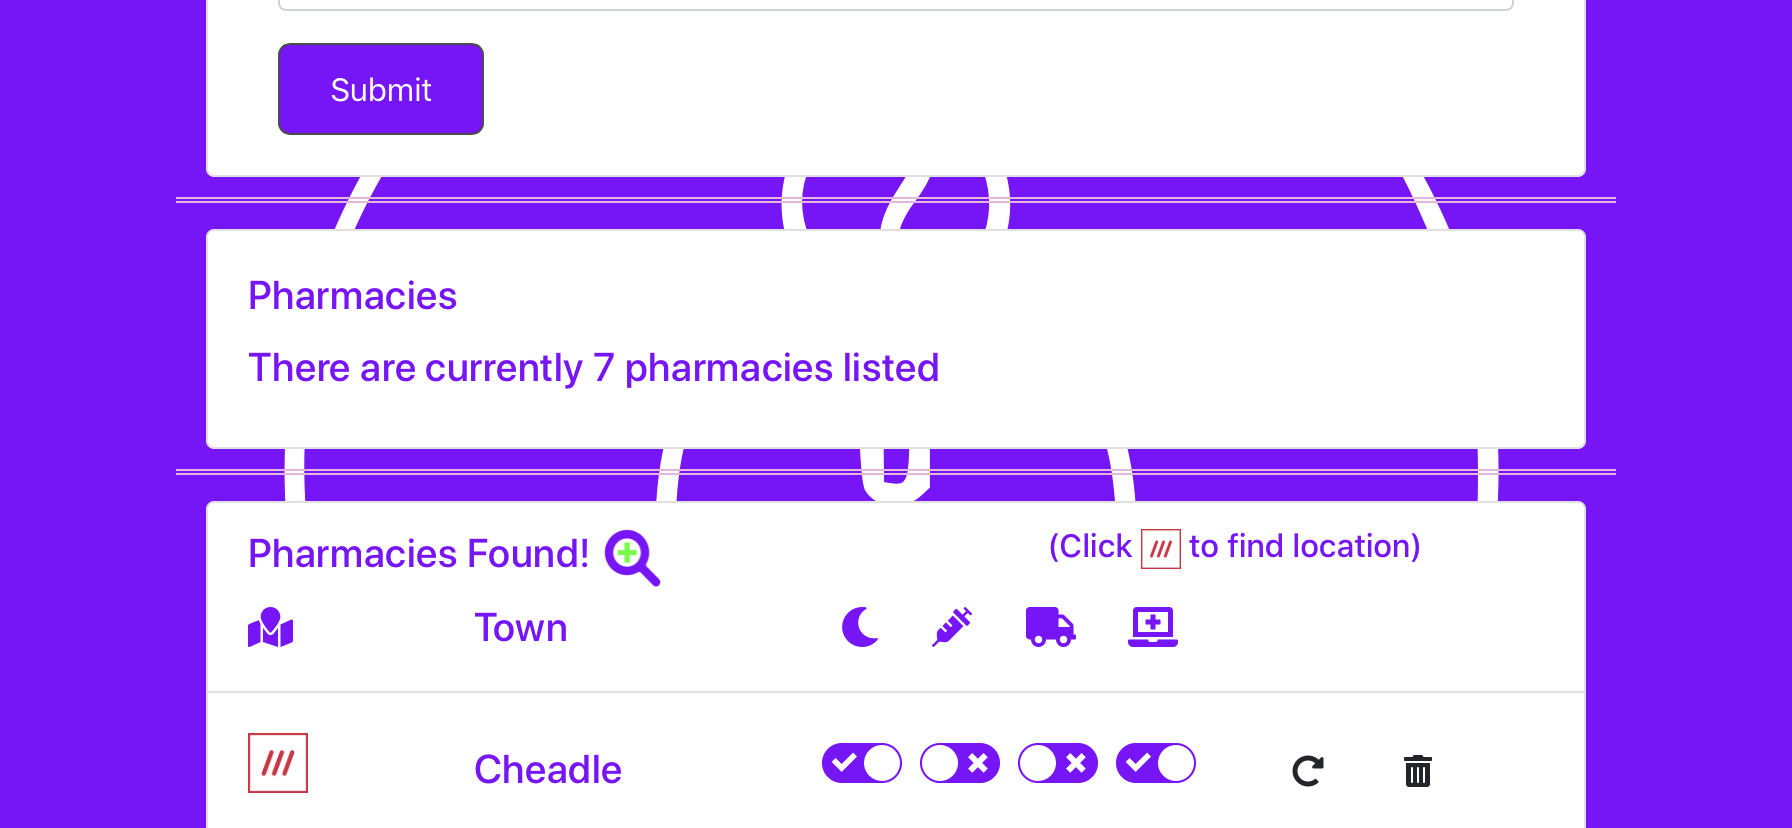 Submit
Pharmacies
There are currently 7 pharmacies listed
Pharmacies Found!
(Click /// to find location)
Town
Cheadle